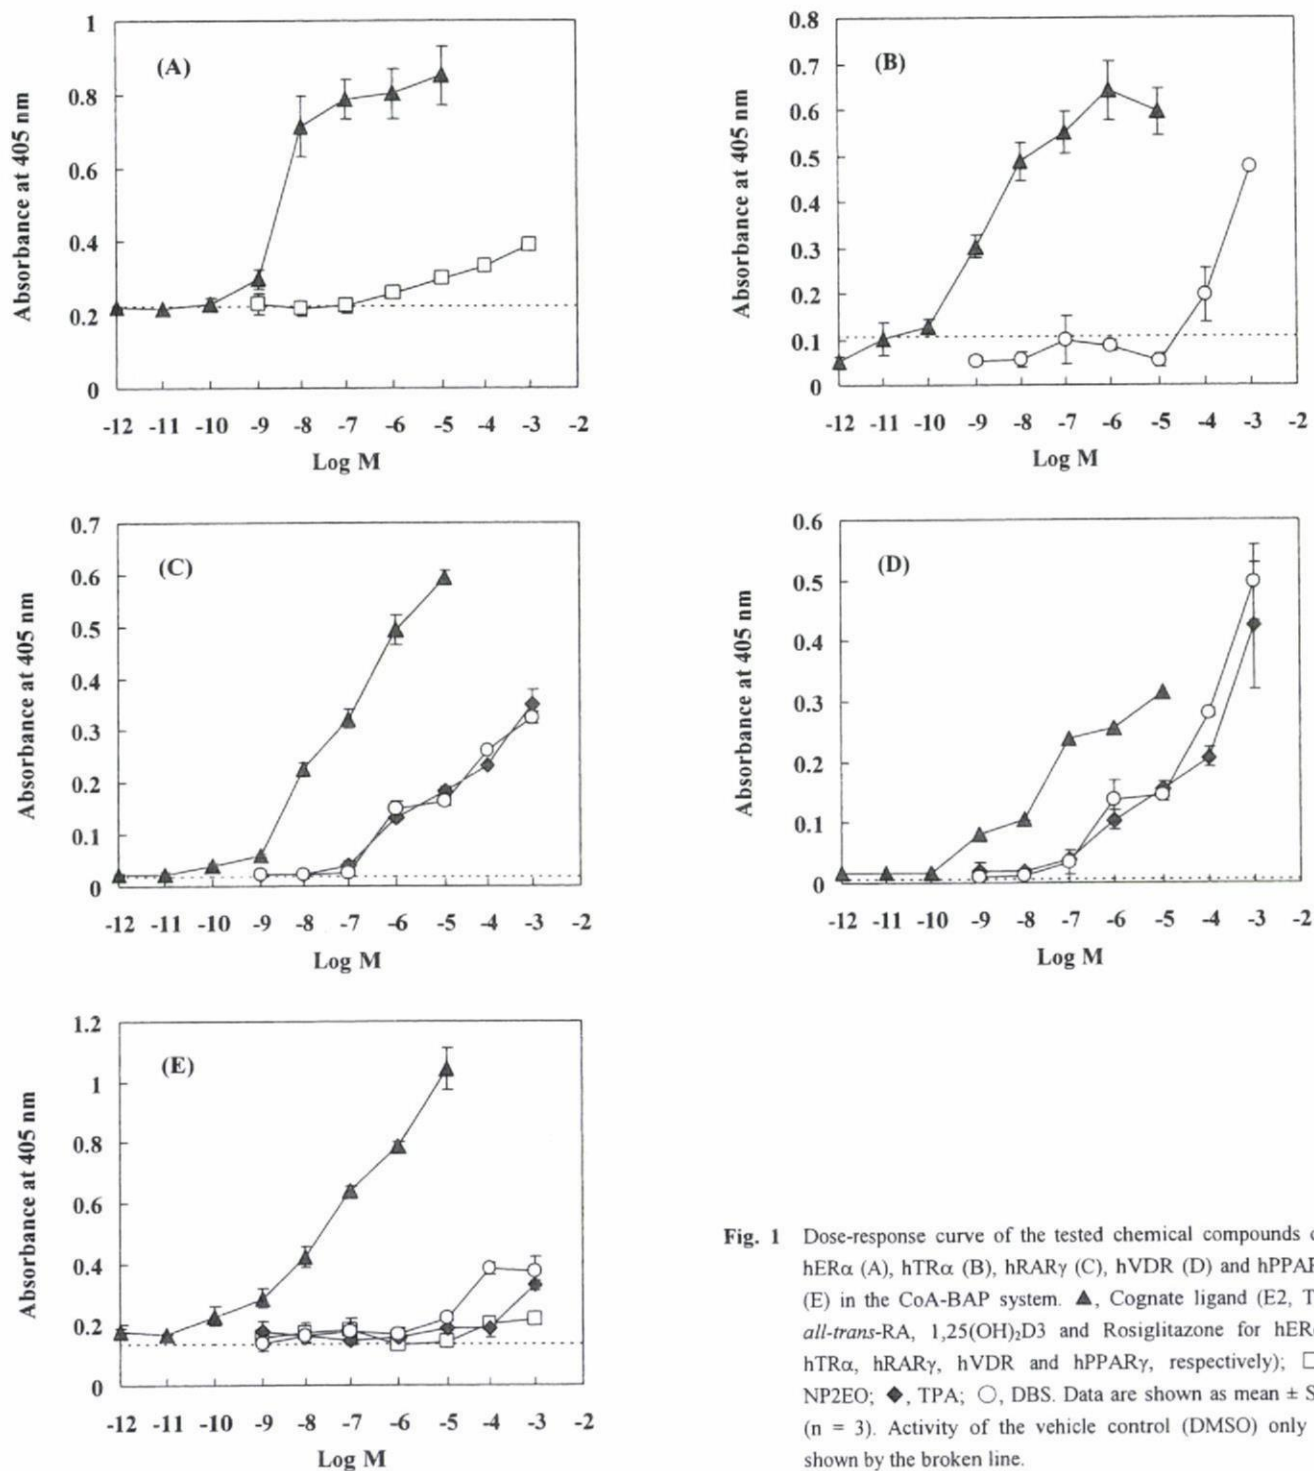 (A)
Absorbance at 405 nm
1
0.8
0.6
0.4
0.2
0
-12 -11 -10 -9 -8 -7 -6 -5 -4 -3 -2
Log M
(B)
Absorbance at 405 nm
0.8
0.7
0.6
0.5
0.4
0.3
0.2
0.1
0
-12 -11 -10 -9 -8 -7 -6 -5 -4 -3 -2
Log M
(C)
Absorbance at 405 nm
0.7
0.6
0.5
0.4
0.3
0.2
0.1
0
-12 -11 -10 -9 -8 -7 -6 -5 -4 -3 -2
Log M
(D)
Absorbance at 405 nm
0.6
0.5
0.4
0.3
0.2
0.1
0
-12 -11 -10 -9 -8 -7 -6 -5 -4 -3 -2
Log M
(E)
Absorbance at 405 nm
1.2
1
0.8
0.6
0.4
0.2
0
-12 -11 -10 -9 -8 -7 -6 -5 -4 -3 -2
Log M
Fig. 1 Dose-response curve of the tested chemical compounds
hERα (A), hTRα (B), hRARγ (C), hVDR (D) and hPPAR
(E) in the CoA-BAP system. ▲, Cognate ligand (E2, T
all-trans-RA, 1,25(OH)₂D3 and Rosiglitazone for hER
hTRα, hRARγ, hVDR and hPPARγ, respectively); □
NP2EO; ◆, TPA; ○, DBS. Data are shown as mean ± S
(n = 3). Activity of the vehicle control (DMSO) only
shown by the broken line.